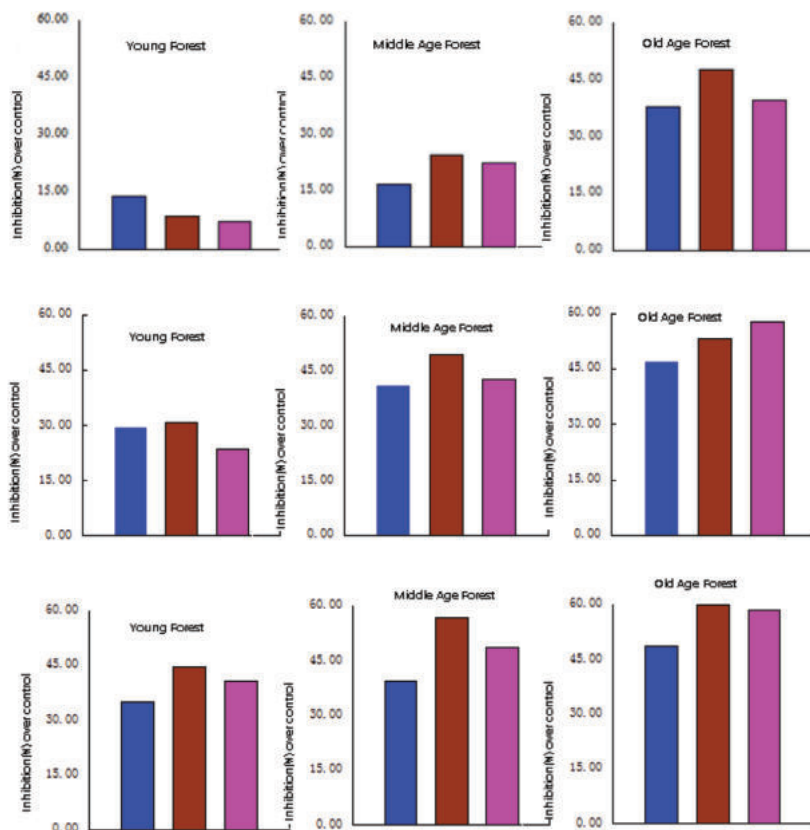 Young Forest
Inhibition(%) over control
60.00
45.00
30.00
15.00
0.00
Middle Age Forest
Inhibition(%) over control
60.00
45.00
30.00
15.00
0.00
Old Age Forest
Inhibition(%) over control
60.00
45.00
30.00
15.00
0.00
Young Forest
Inhibition(%) over control
60.00
45.00
30.00
15.00
0.00
Middle Age Forest
Inhibition(%) over control
60.00
45.00
30.00
15.00
0.00
Old Age Forest
Inhibition(%) over control
60.00
45.00
30.00
15.00
0.00
Young Forest
Inhibition(%) over control
60.00
45.00
30.00
15.00
0.00
Middle Age Forest
Inhibition(%) over control
60.00
45.00
30.00
15.00
0.00
Old Age Forest
Inhibition(%) over control
60.00
45.00
30.00
15.00
0.00